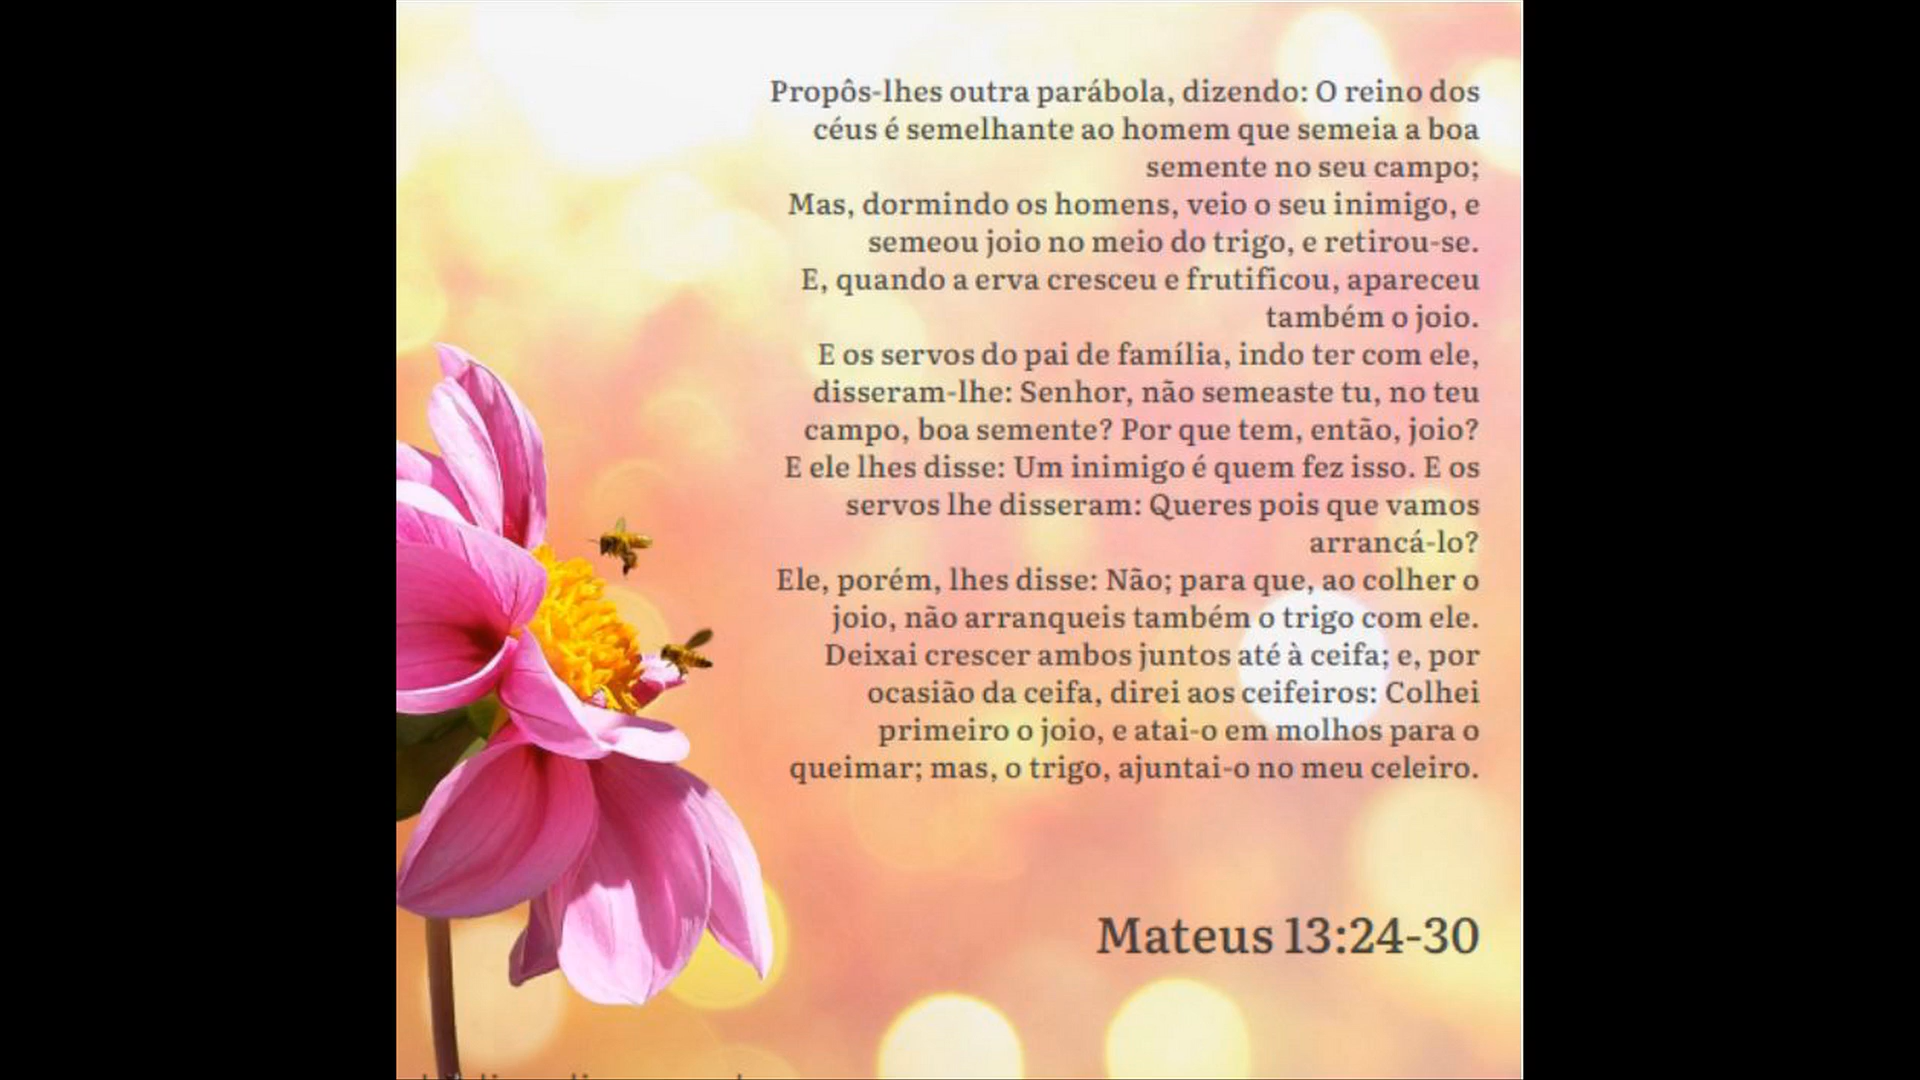 Propôs-lhes outra parábola, dizendo: O reino dos
céus é semelhante ao homem que semeia a boa
semente no seu campo;
Mas, dormindo os homens, veio o seu inimigo, e
semeou joio no meio do trigo, e retirou-se.
E, quando a erva cresceu e frutificou, apareceu
também o joio.
E os servos do pai de família, indo ter com ele,
disseram-lhe: Senhor, não semeaste tu, no teu
campo, boa semente? Por que tem, então, joio?
E ele lhes disse: Um inimigo é quem fez isso. E os
servos lhe disseram: Queres pois que vamos
arrancá-lo?
Ele, porém, lhes disse: Não; para que, ao colher o
joio, não arranqueis também o trigo com ele.
Deixai crescer ambos juntos até à ceifa; e, por
ocasião da ceifa, direi aos ceifeiros: Colhei
primeiro o joio, e atai-o em molhos para o
queimar; mas, o trigo, ajuntai-o no meu celeiro.
Mateus 13:24-30